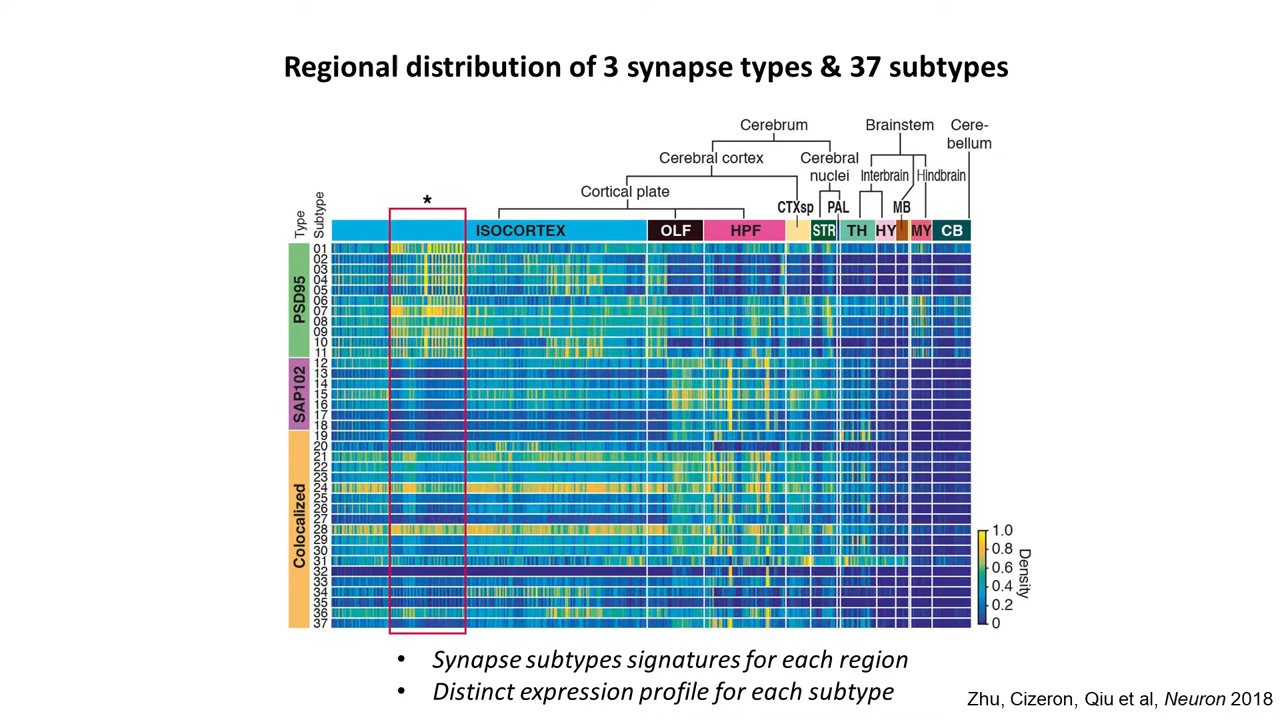 Regional distribution of 3 synapse types & 37 subtypes
Cerebrum
Brainstem
Cere-
bellum
Cerebral cortex
Cerebral
nuclei
Interbrain
Hindbrain
Cortical plate
CTXsp
PAL
MB
*
Type
Subtype
ISOCORTEX
OLF
HPF
STR
TH
HY
MY
CB
PSD95
01
02
03
04
05
06
07
08
09
10
11
SAP102
12
13
14
15
16
17
18
Colocalized
19
20
21
22
23
24
25
26
27
28
29
30
31
32
33
34
35
36
37
1.0
0.8
0.6
0.4
0.2
0
Density
• Synapse subtypes signatures for each region
• Distinct expression profile for each subtype
Zhu, Cizeron, Qiu et al, Neuron 2018